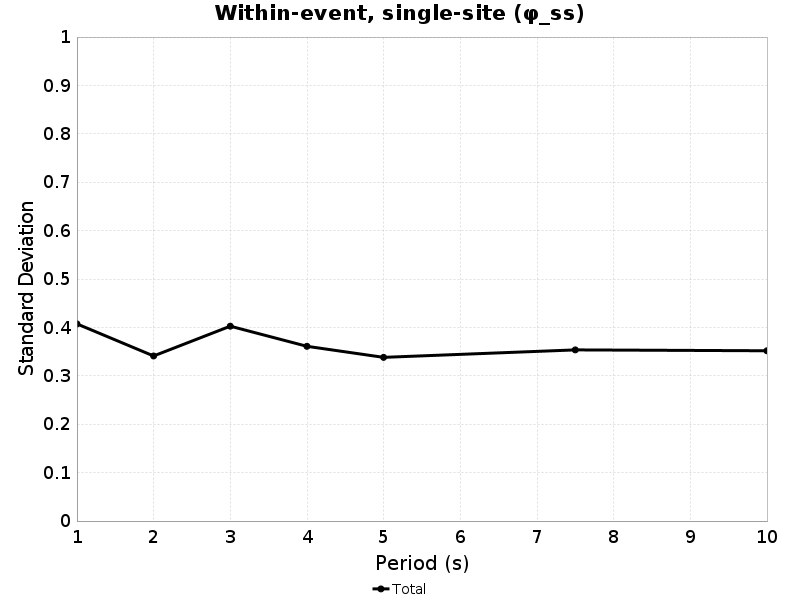 Within-event, single-site (φ_ss)
1
0.9
0.8
0.7
0.6
0.5
0.4
0.3
0.2
0.1
0
Standard Deviation
1 2 3 4 5 6 7 8 9 10
Period (s)
Total